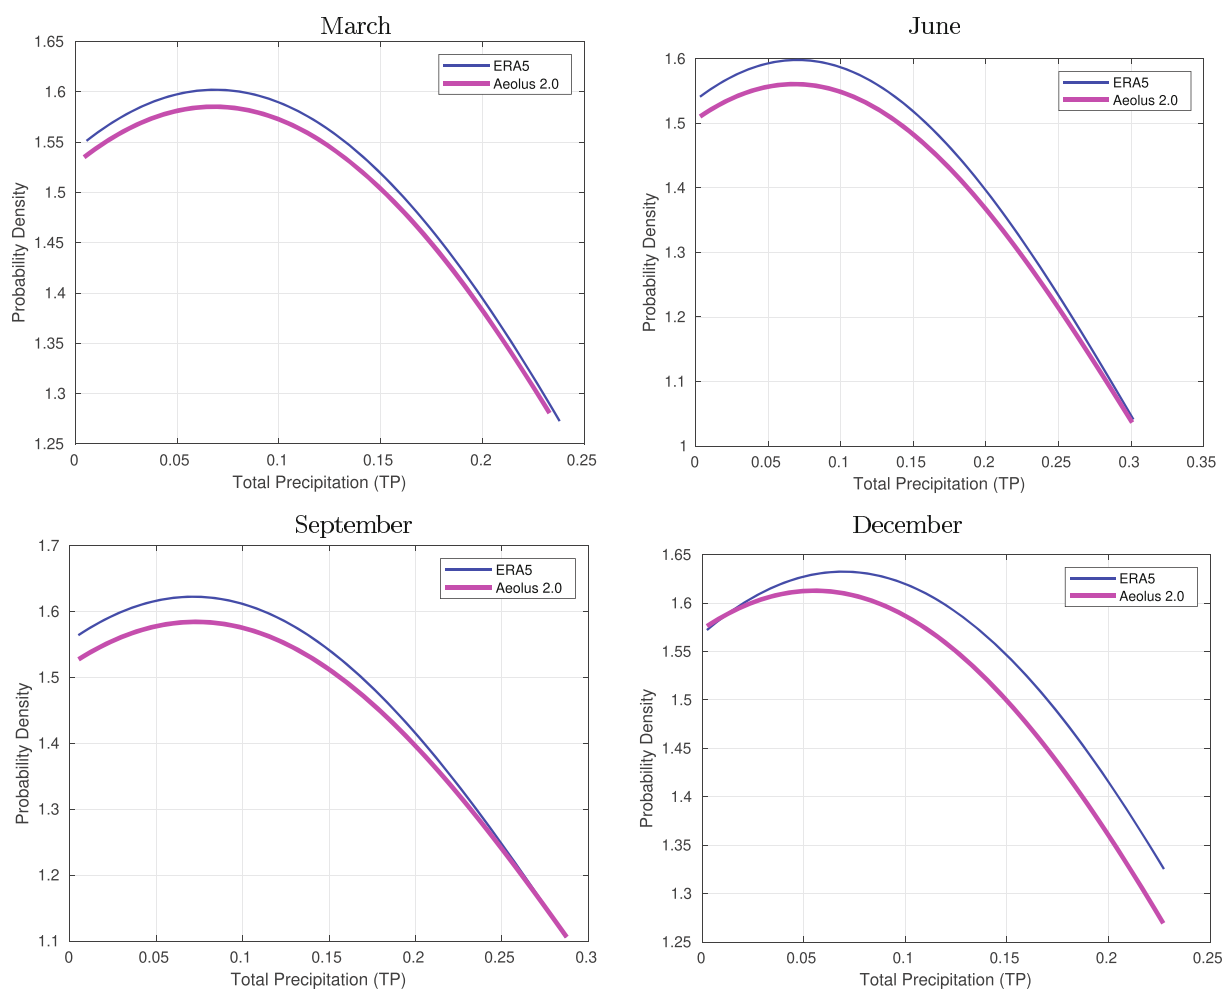 March
1.65
1.6
1.55
1.5
1.45
1.4
1.35
1.3
1.25
0 0.05 0.1 0.15 0.2 0.25
Probability Density
Total Precipitation (TP)
ERA5
Aeolus 2.0
June
1.6
1.5
1.4
1.3
1.2
1.1
1
0 0.05 0.1 0.15 0.2 0.25 0.3 0.35
Probability Density
Total Precipitation (TP)
ERA5
Aeolus 2.0
September
1.7
1.6
1.5
1.4
1.3
1.2
1.1
0 0.05 0.1 0.15 0.2 0.25 0.3
Probability Density
Total Precipitation (TP)
ERA5
Aeolus 2.0
December
1.65
1.6
1.55
1.5
1.45
1.4
1.35
1.3
1.25
0 0.05 0.1 0.15 0.2 0.25
Probability Density
Total Precipitation (TP)
ERA5
Aeolus 2.0